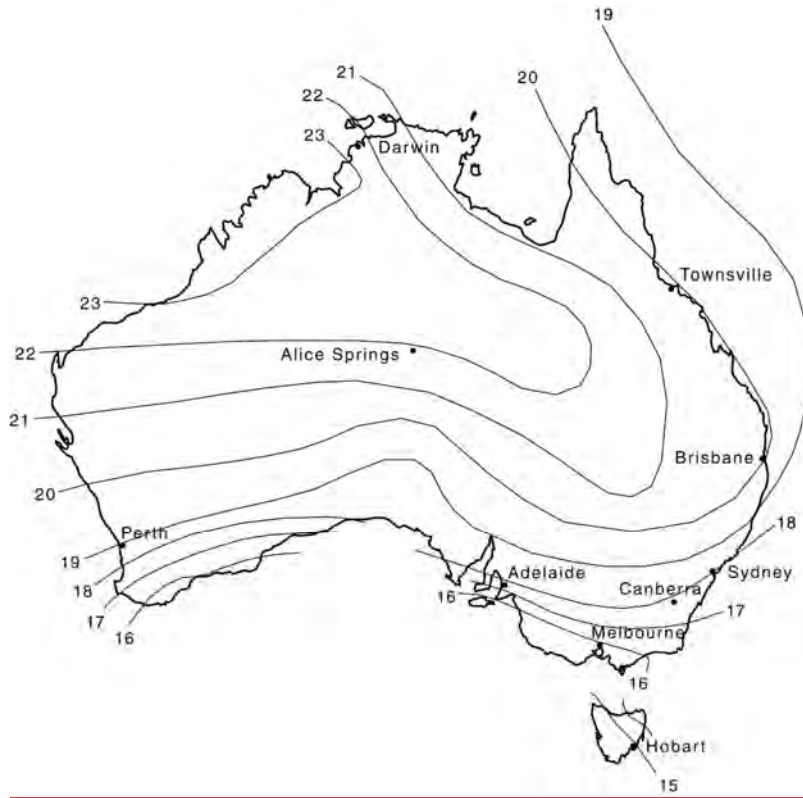 19
21
20
22
23
Darwin
Townsville
23
22
Alice Springs
21
Brisbane
20
Perth
19
18
18
Adelaide
Canberra
Sydney
17
16
17
16
Melbourne
16
Hobart
15